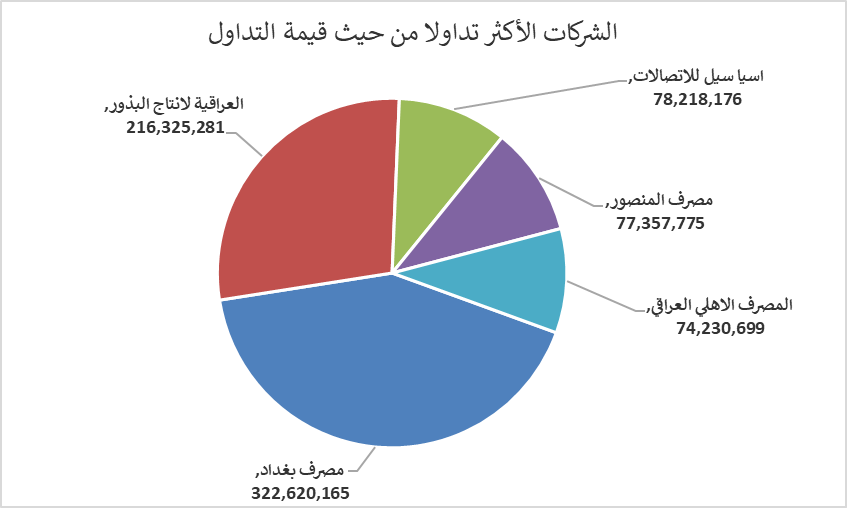 الشركات الأكثر تداولا من حيث قيمة التداول
اسيا سيل للاتصالات,
78,218,176
العراقية لانتاج البذور,
216,325,281
مصرف المنصور,
77,357,775
المصرف الاهلي العراقي,
74,230,699
مصرف بغداد,
322,620,165